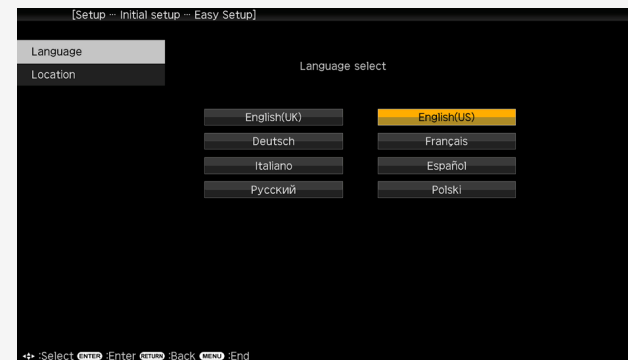 [Setup ··· Initial setup ··· Easy Setup]
Language
Location
Language select
English(UK)
English(US)
Deutsch
Français
Italiano
Español
Русский
Polski
:Select ENTER :Enter RETURN :Back MENU :End